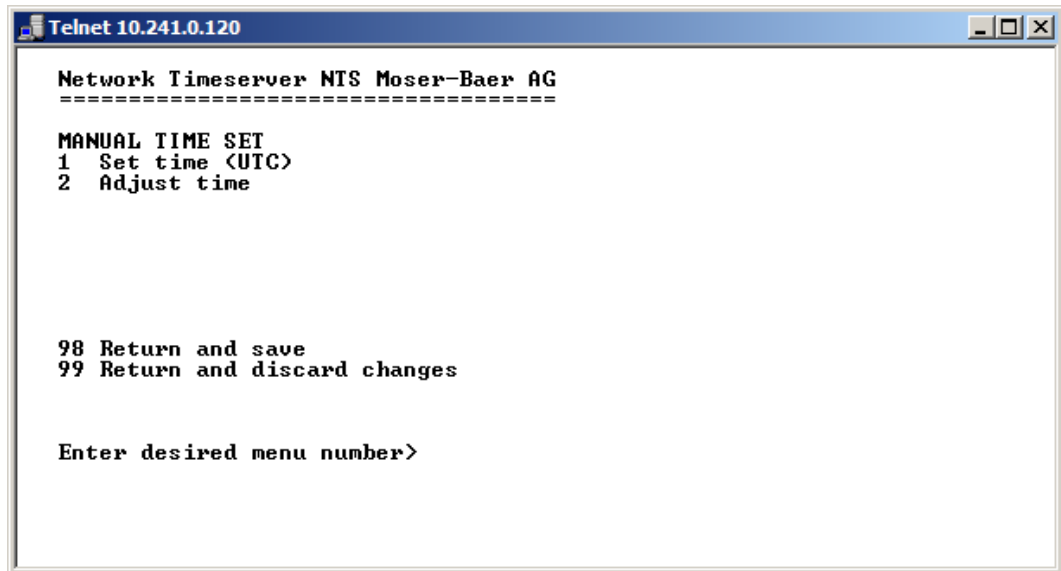 Telnet 10.241.0.120
Network Timeserver NTS Moser-Baer AG
====================================
MANUAL TIME SET
1 Set time (UTC)
2 Adjust time
98 Return and save
99 Return and discard changes
Enter desired menu number>